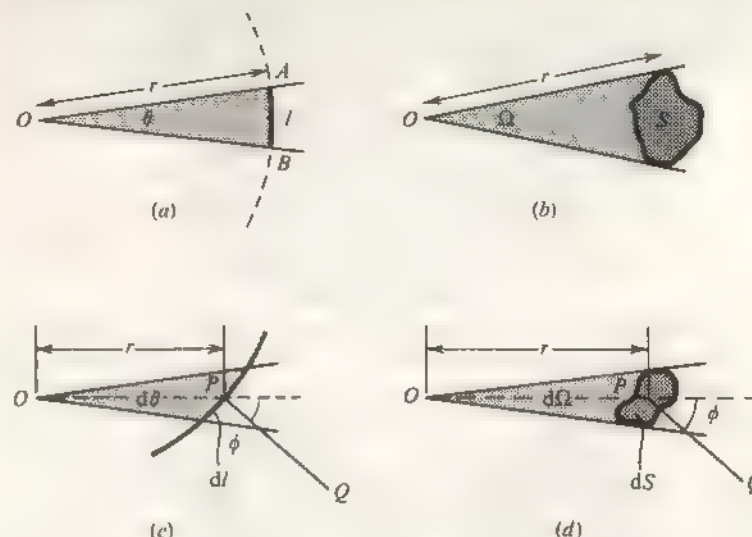 r
A
O
θ
l
B
(a)
r
O
Ω
S
(b)
r
O
P
dθ
ϕ
dl
Q
(c)
r
O
P
dΩ
ϕ
dS
Q
(d)